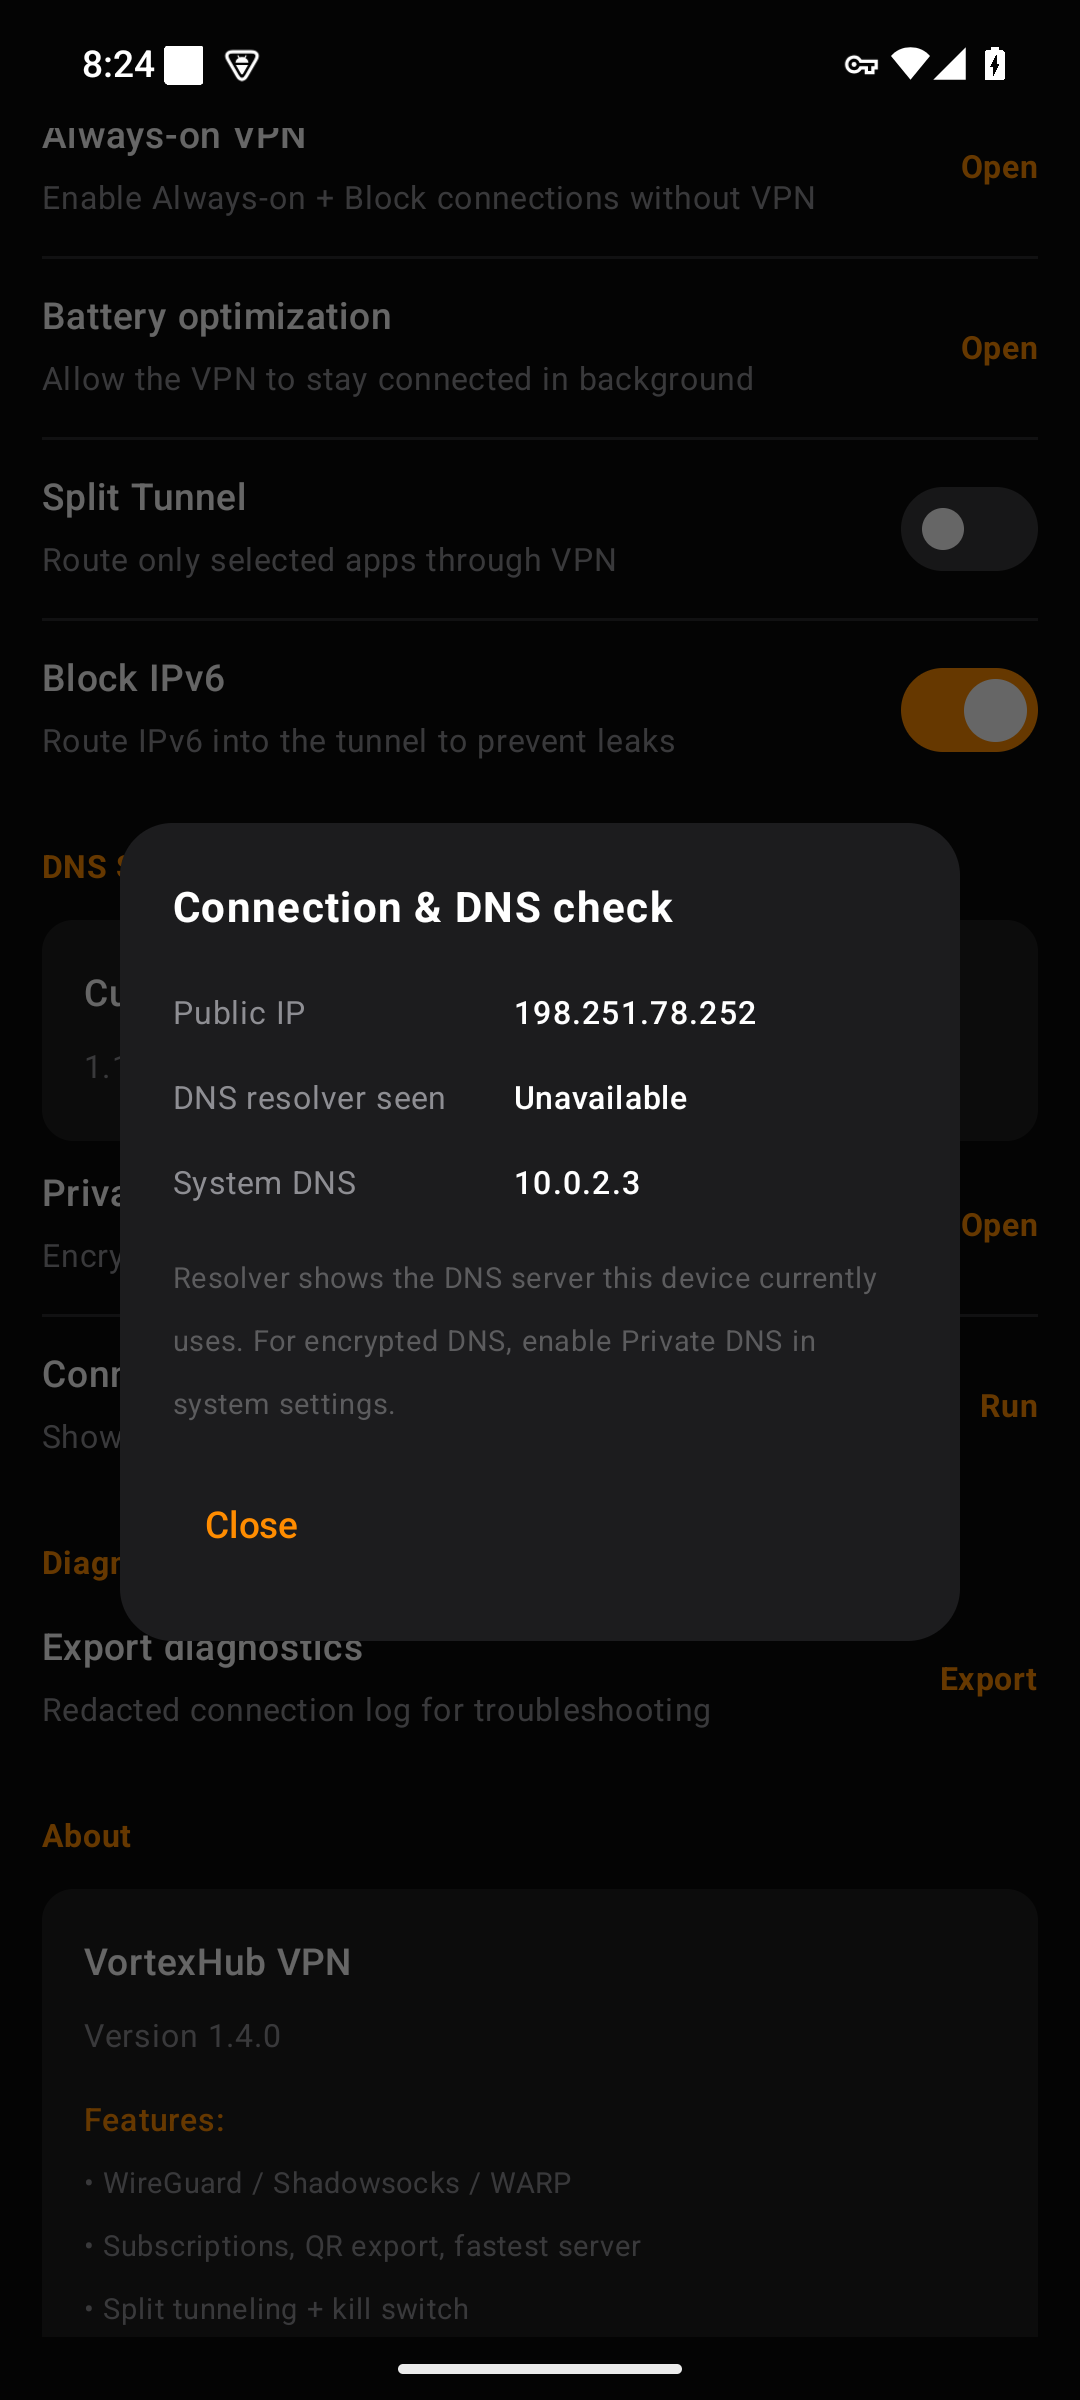 8:24
Always-on VPN
Open
Enable Always-on + Block connections without VPN
Battery optimization
Open
Allow the VPN to stay connected in background
Split Tunnel
Route only selected apps through VPN
Block IPv6
Route IPv6 into the tunnel to prevent leaks
DNS
Connection & DNS check
Public IP 198.251.78.252
DNS resolver seen Unavailable
System DNS 10.0.2.3
Open
Resolver shows the DNS server this device currently
uses. For encrypted DNS, enable Private DNS in
system settings.
Show
Run
Close
Export diagnostics
Export
Redacted connection log for troubleshooting
About
VortexHub VPN
Version 1.4.0
Features:
• WireGuard / Shadowsocks / WARP
• Subscriptions, QR export, fastest server
• Split tunneling + kill switch